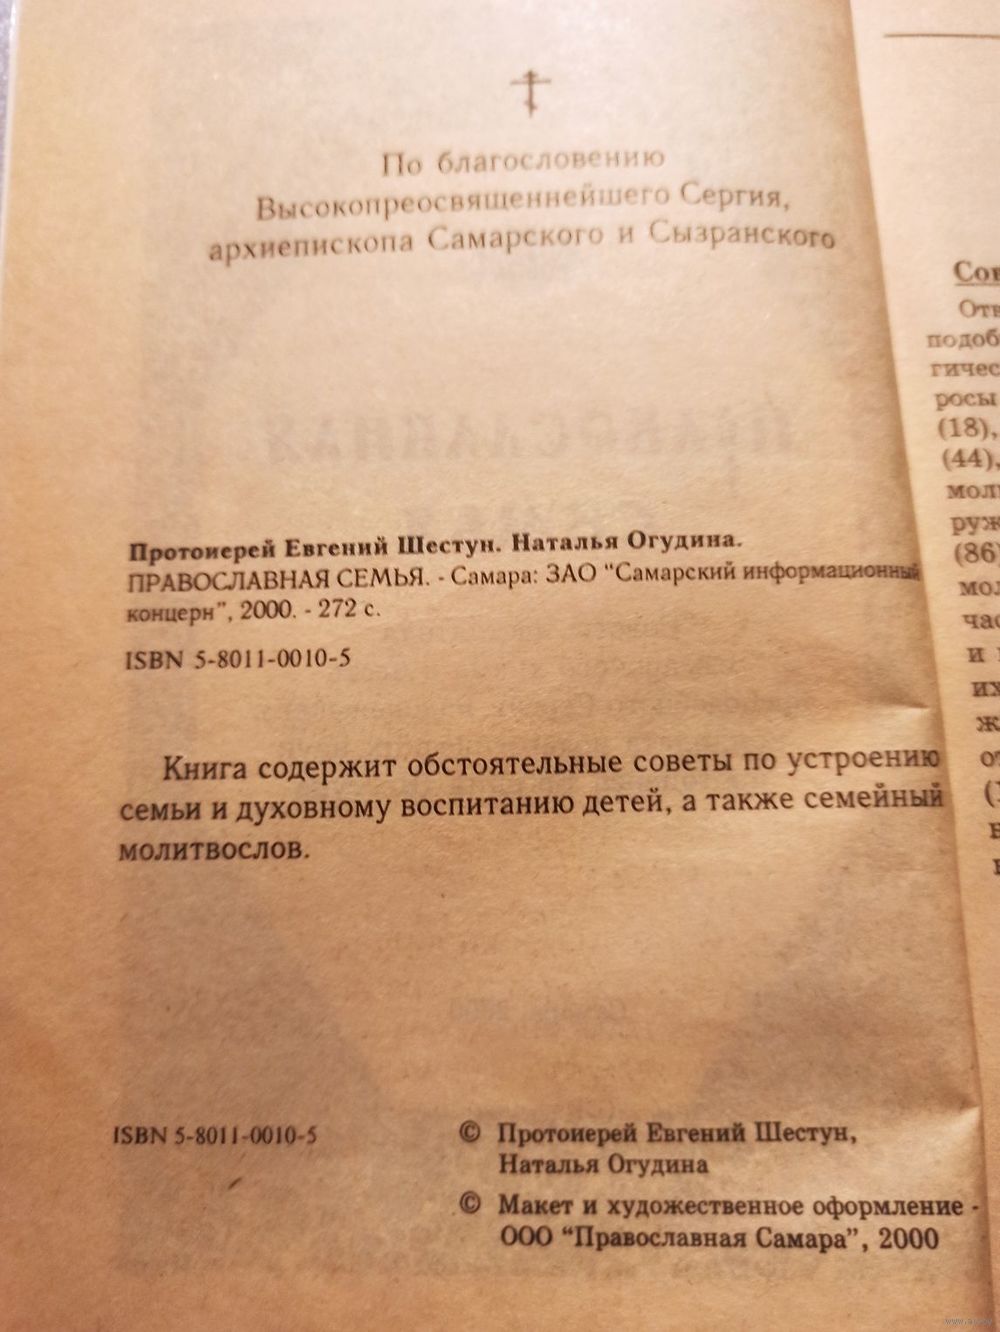 По благословению
Высокопреосвященнейшего Сергия,
архиепископа Самарского и Сызранского
Протоиерей Евгений Шестун. Наталья Огудина.
ПРАВОСЛАВНАЯ СЕМЬЯ. - Самара: ЗАО "Самарский информационный
концерн", 2000. - 272 с.
ISBN 5-8011-0010-5
Книга содержит обстоятельные советы по устроению
семьи и духовному воспитанию детей, а также семейный
молитвослов.
ISBN 5-8011-0010-5
© Протоиерей Евгений Шестун,
Наталья Огудина
© Макет и художественное оформление -
ООО "Православная Самара", 2000
подоб
гичес
росы
(18),
(44),
(86)